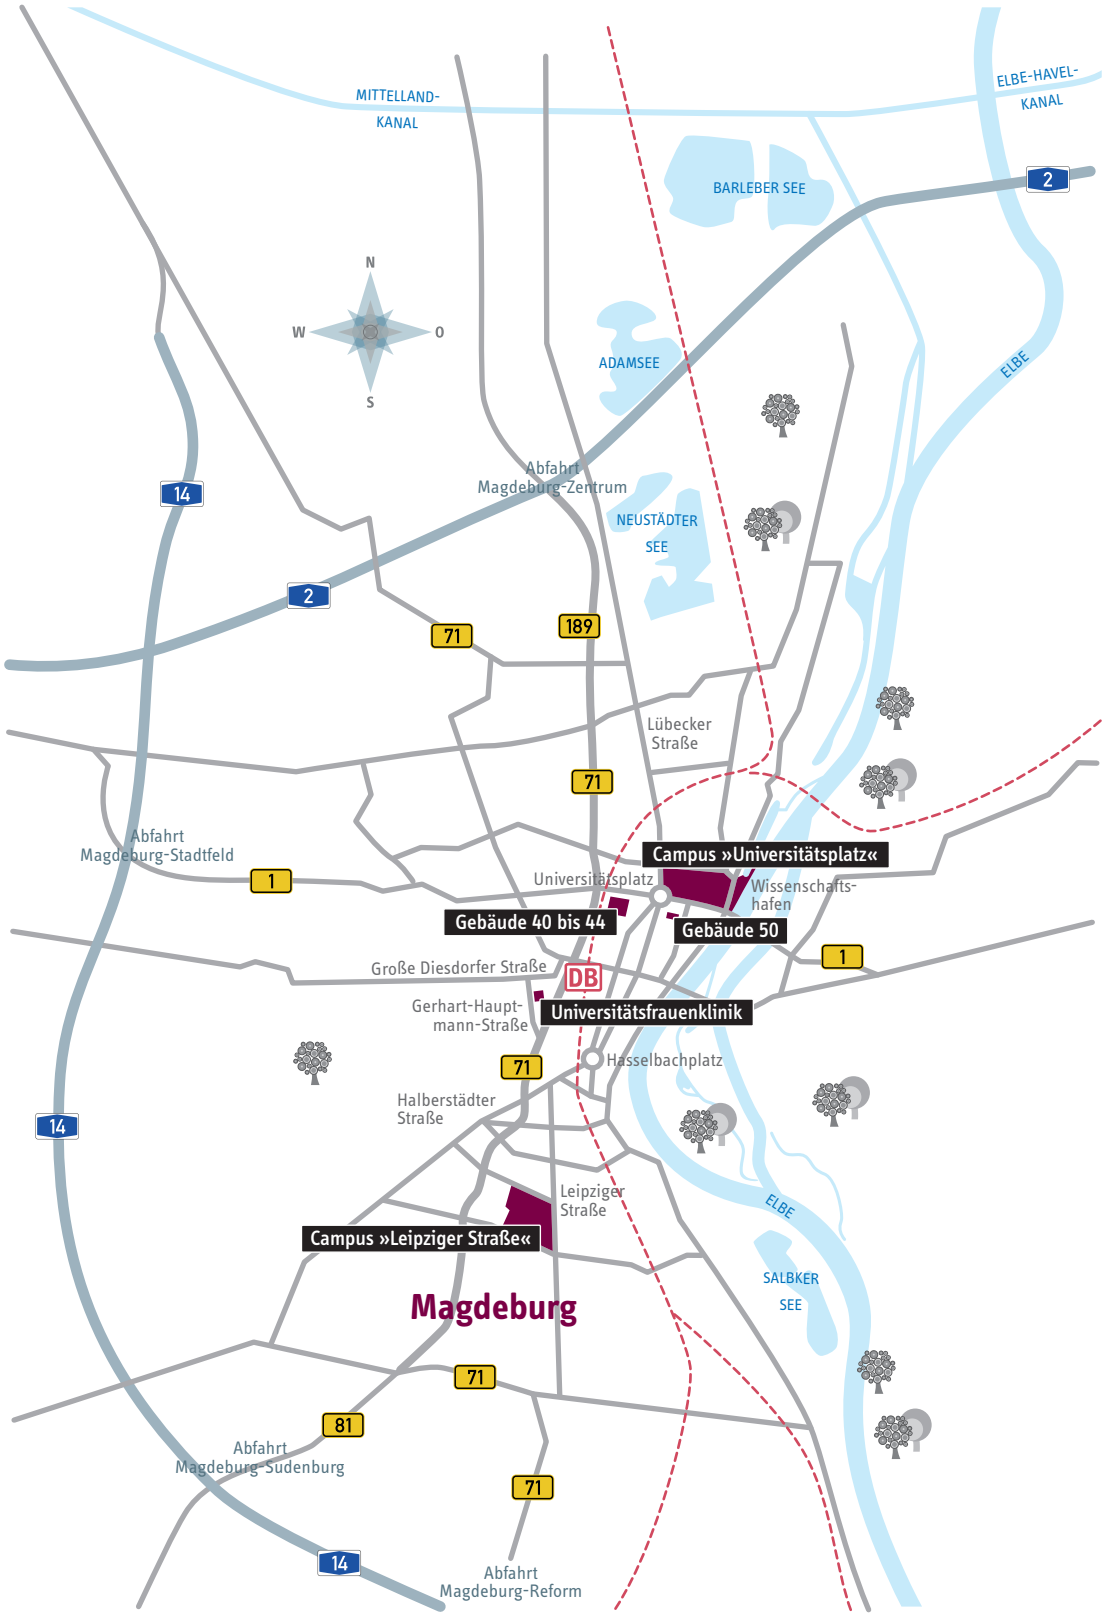 MITTELLAND-
KANAL
ELBE-HAVEL-
KANAL
2
BARLEBER SEE
N
W
O
S
ADAMSEE
ELBE
Abfahrt
Magdeburg-Zentrum
14
NEUSTÄDTER
SEE
2
71
189
Lübecker
Straße
71
Abfahrt
Magdeburg-Stadtfeld
Campus »Universitätsplatz«
1
Universitätsplatz
Wissenschafts-
hafen
Gebäude 40 bis 44
Gebäude 50
1
Große Diesdorfer Straße
DB
Gerhart-Haupt-
mann-Straße
Universitätsfrauenklinik
71
Hasselbachplatz
Halberstädter
Straße
14
Leipziger
Straße
ELBE
Campus »Leipziger Straße«
SALBKER
SEE
Magdeburg
71
81
Abfahrt
Magdeburg-Sudenburg
71
14
Abfahrt
Magdeburg-Reform